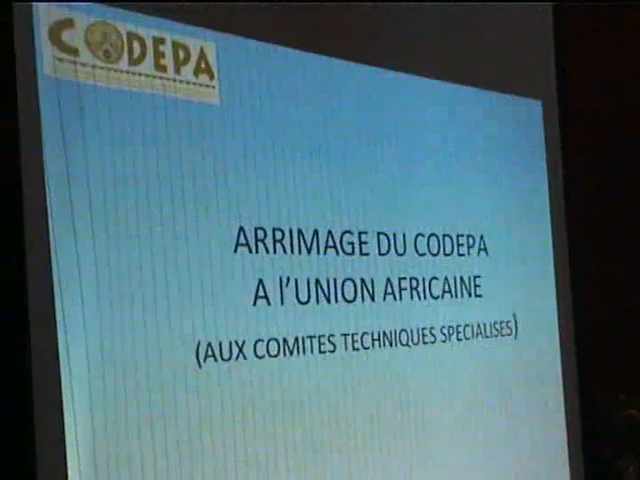 CODEPA
ARRIMAGE DU CODEPA
A l'UNION AFRICAINE
(AUX COMITES TECHNIQUES SPECIALISES)